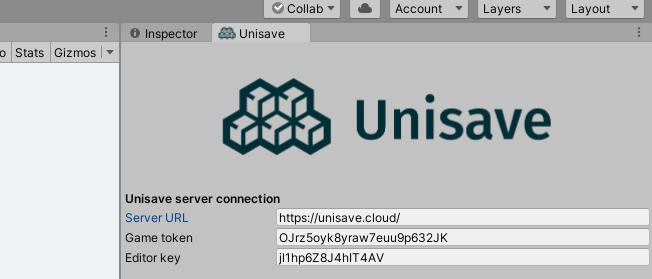 Collab
Account
Layers
Layout
Inspector
Unisave
Stats
Gizmos
Unisave
Unisave server connection
Server URL
https://unisave.cloud/
Game token
OJrz5oyk8yraw7euu9p632JK
Editor key
jl1hp6Z8J4hlT4AV